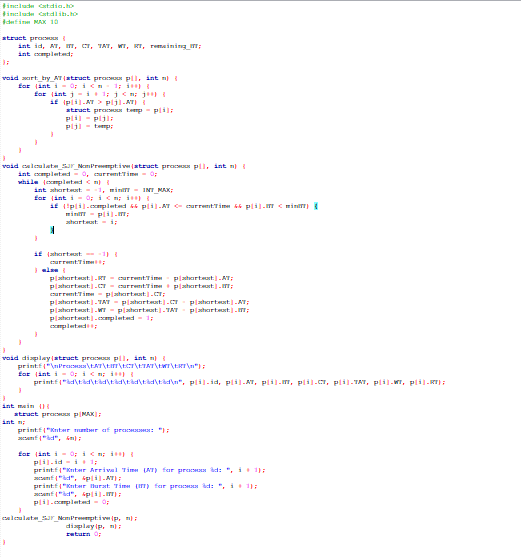 #include <stdio.h>
#include <stdlib.h>
#define MAX 10
struct process {
int id, AT, BT, CT, TAT, WT, RT, remaining_BT;
int completed;
};
void sort_by_AT(struct process p[], int n) {
for (int i = 0; i < n - 1; i++) {
for (int j = i + 1; j < n; j++) {
if (p[i].AT > p[j].AT) {
struct process temp = p[i];
p[i] = p[j];
p[j] = temp;
}
}
}
}
void calculate_SJF_NonPreemptive(struct process p[], int n) {
int completed = 0, currentTime = 0;
while (completed < n) {
int shortest = -1, minBT = INT_MAX;
for (int i = 0; i < n; i++) {
if (!p[i].completed && p[i].AT <= currentTime && p[i].BT < minBT) {
minBT = p[i].BT;
shortest = i;
}
}
if (shortest == -1) {
currentTime++;
} else {
p[shortest].RT = currentTime - p[shortest].AT;
p[shortest].CT = currentTime + p[shortest].BT;
currentTime = p[shortest].CT;
p[shortest].TAT = p[shortest].CT - p[shortest].AT;
p[shortest].WT = p[shortest].TAT - p[shortest].BT;
p[shortest].completed = 1;
completed++;
}
}
}
void display(struct process p[], int n) {
printf("\nProcess\tAT\tBT\tCT\tTAT\tWT\tRT\n");
for (int i = 0; i < n; i++) {
printf("%d\t%d\t%d\t%d\t%d\t%d\t%d\n", p[i].id, p[i].AT, p[i].BT, p[i].CT, p[i].TAT, p[i].WT, p[i].RT);
}
}
int main (){
struct process p[MAX];
int n;
printf("Enter number of processes: ");
scanf("%d", &n);
for (int i = 0; i < n; i++) {
p[i].id = i + 1;
printf("Enter Arrival Time (AT) for process %d: ", i + 1);
scanf("%d", &p[i].AT);
printf("Enter Burst Time (BT) for process %d: ", i + 1);
scanf("%d", &p[i].BT);
p[i].completed = 0;
}
calculate_SJF_NonPreemptive(p, n);
display(p, n);
return 0;
}